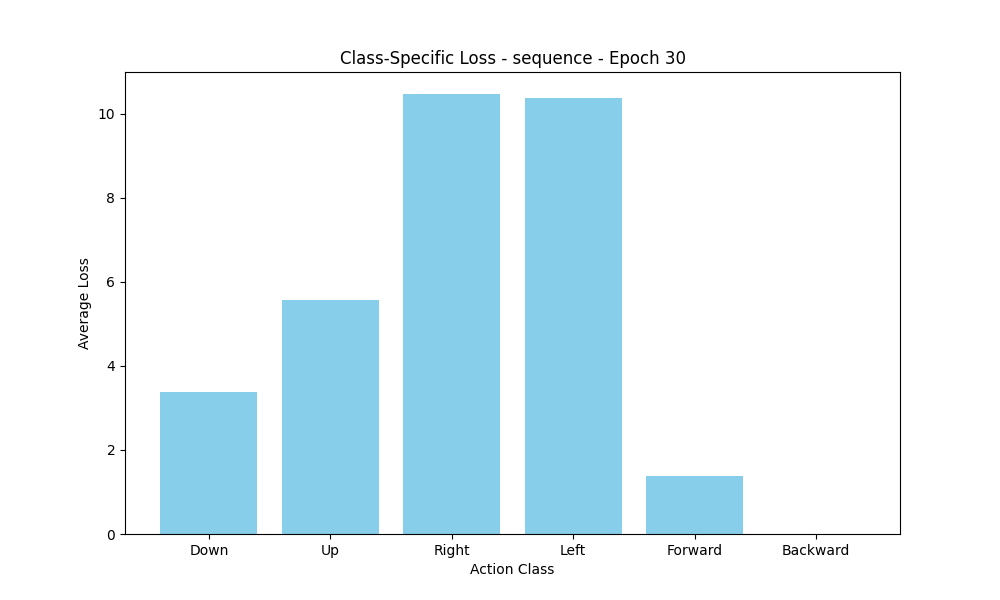 Class-Specific Loss - sequence - Epoch 30
10
8
6
4
2
0
Average Loss
Down Up Right Left Forward Backward
Action Class